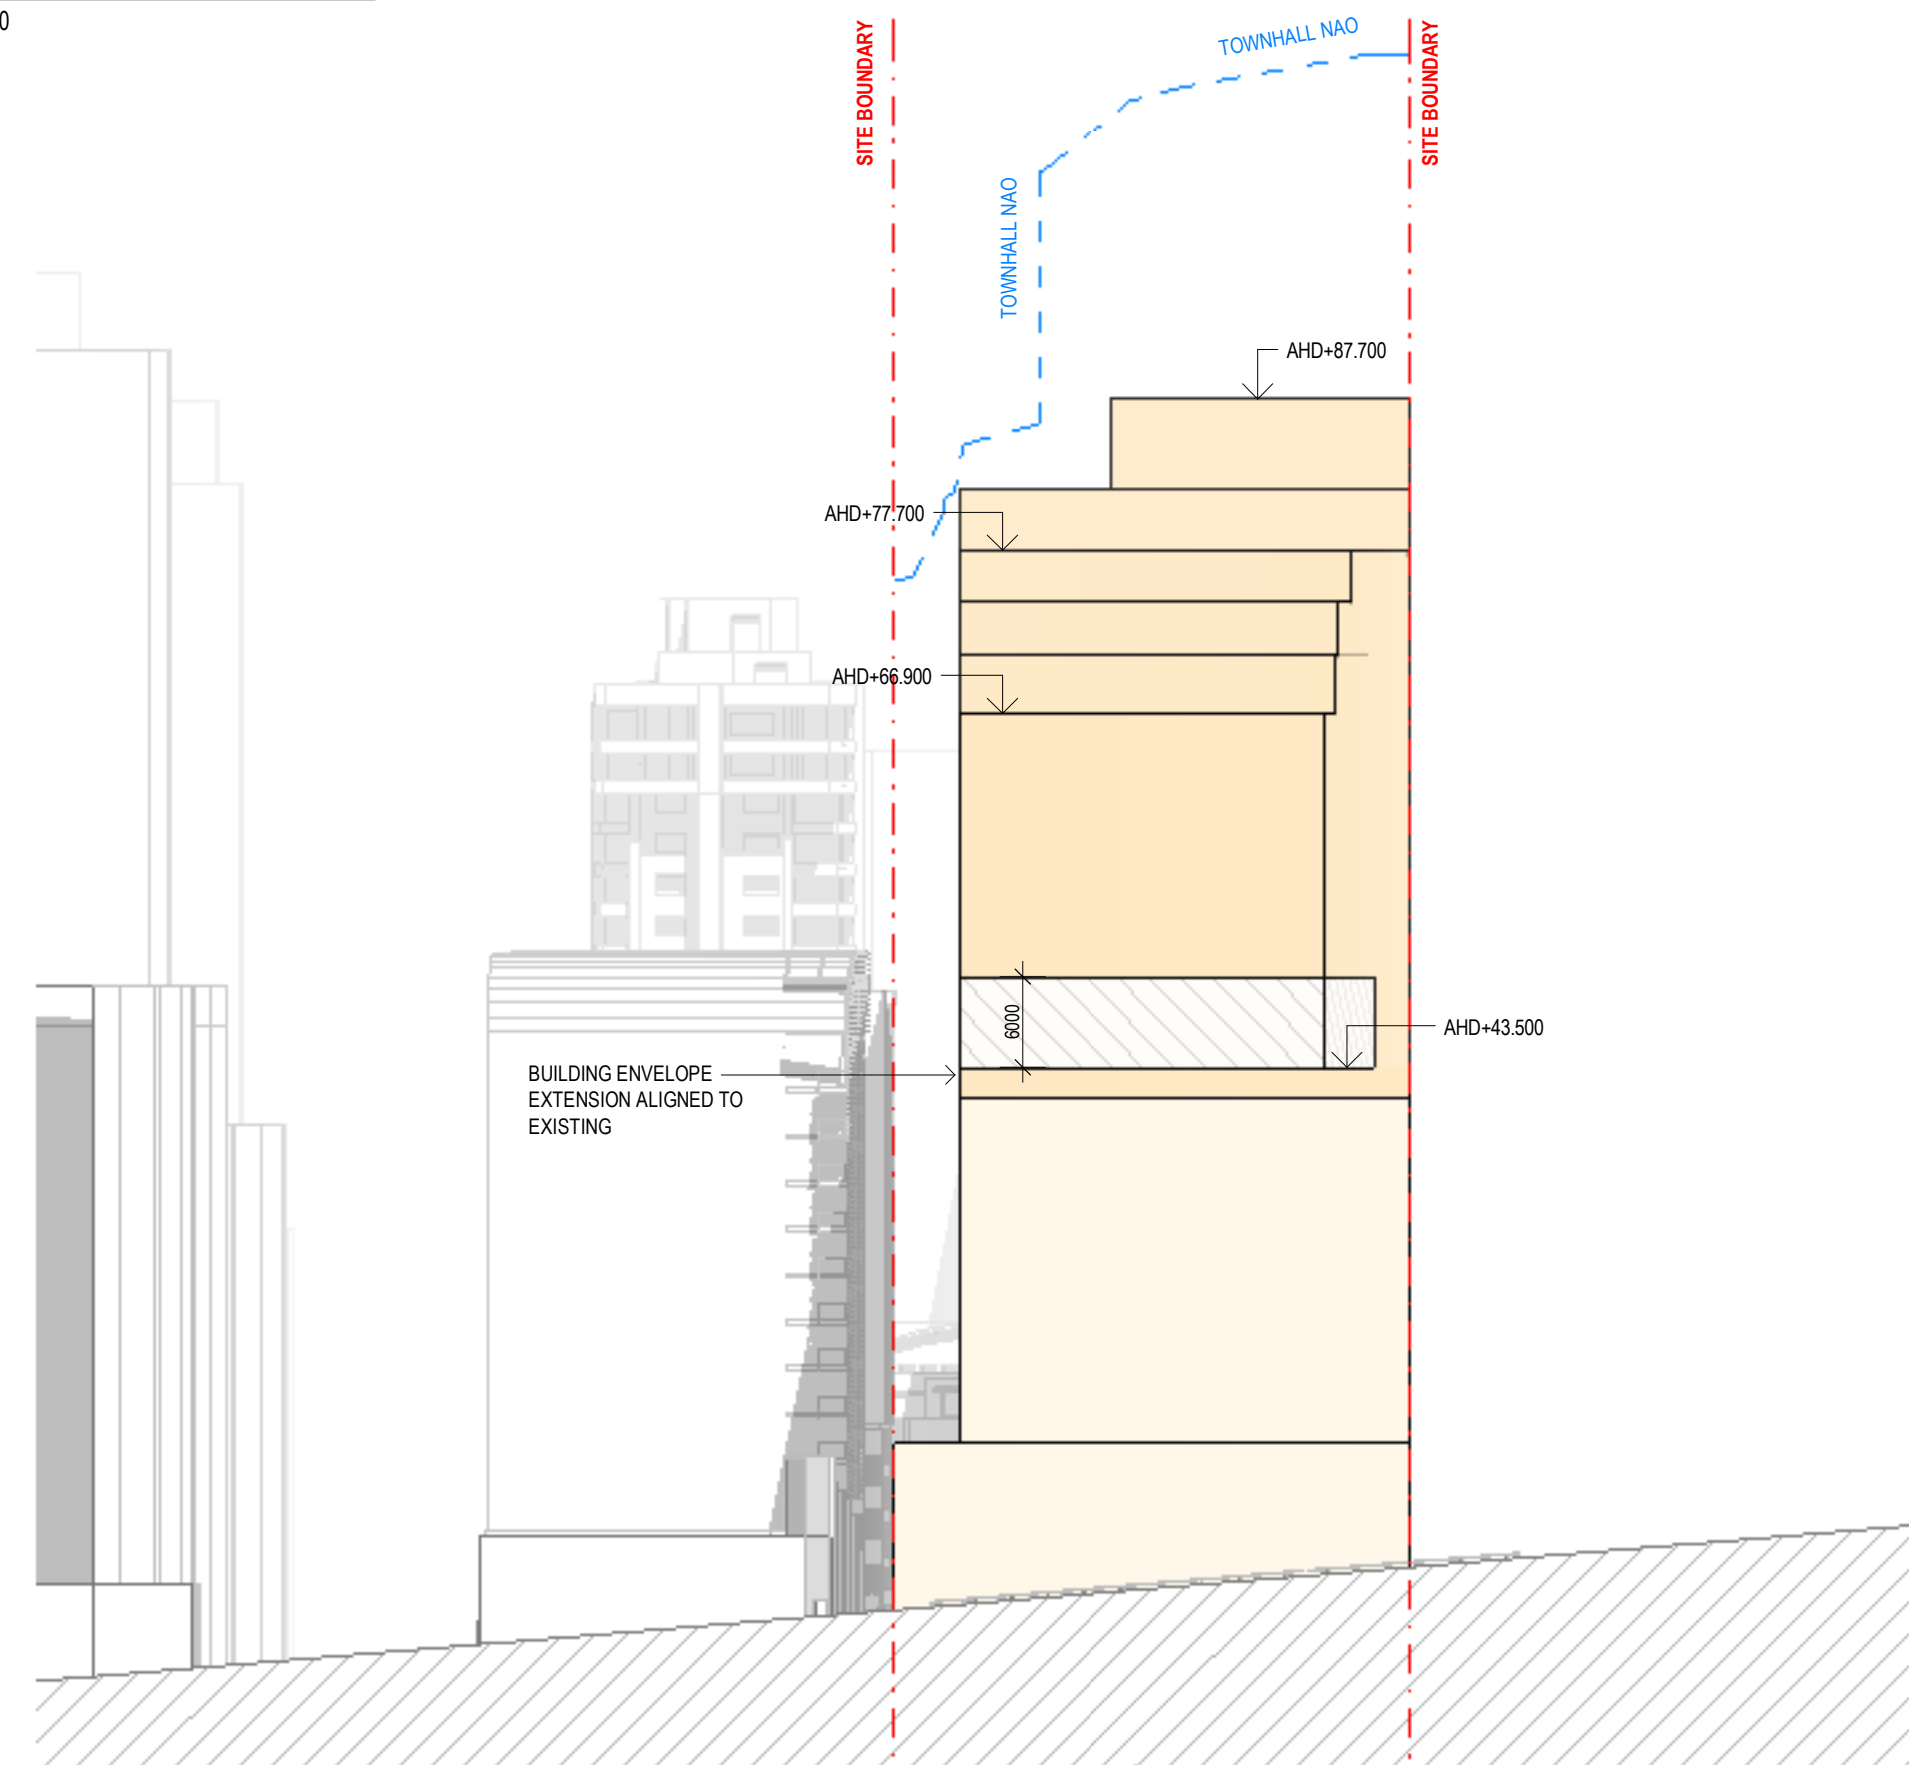 0
SITE BOUNDARY
TOWNHALL NAO
SITE BOUNDARY
TOWNHALL NAO
AHD+87.700
AHD+77.700
AHD+66.900
6000
AHD+43.500
BUILDING ENVELOPE
EXTENSION ALIGNED TO
EXISTING